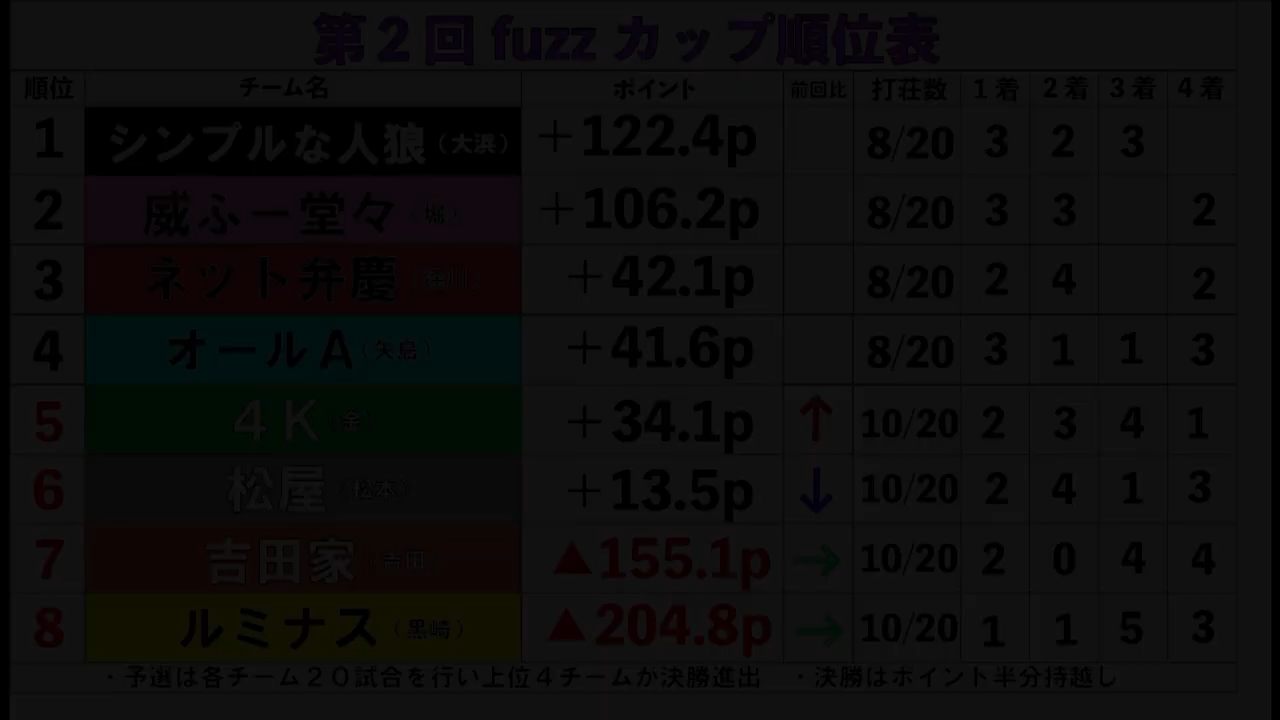 第2回 fuzz カップ順位表
順位 チーム名 ポイント 前回比 打荘数 1着 2着 3着 4着
1 シンプルな人狼（大浜） ＋122.4p 8/20 3 2 3
2 威ふー堂々（堀） ＋106.2p 8/20 3 3 2
3 ネット弁慶 ＋42.1p 8/20 2 4 2
4 オールA（矢島） ＋41.6p 8/20 3 1 1 3
5 4K（金） ＋34.1p ↑ 10/20 2 3 4 1
6 松屋（松本） ＋13.5p ↓ 10/20 2 4 1 3
7 吉田家（吉田） ▲155.1p → 10/20 2 0 4 4
8 ルミナス（黒崎） ▲204.8p → 10/20 1 1 5 3
・予選は各チーム20試合を行い上位4チームが決勝進出 ・決勝はポイント半分持越し